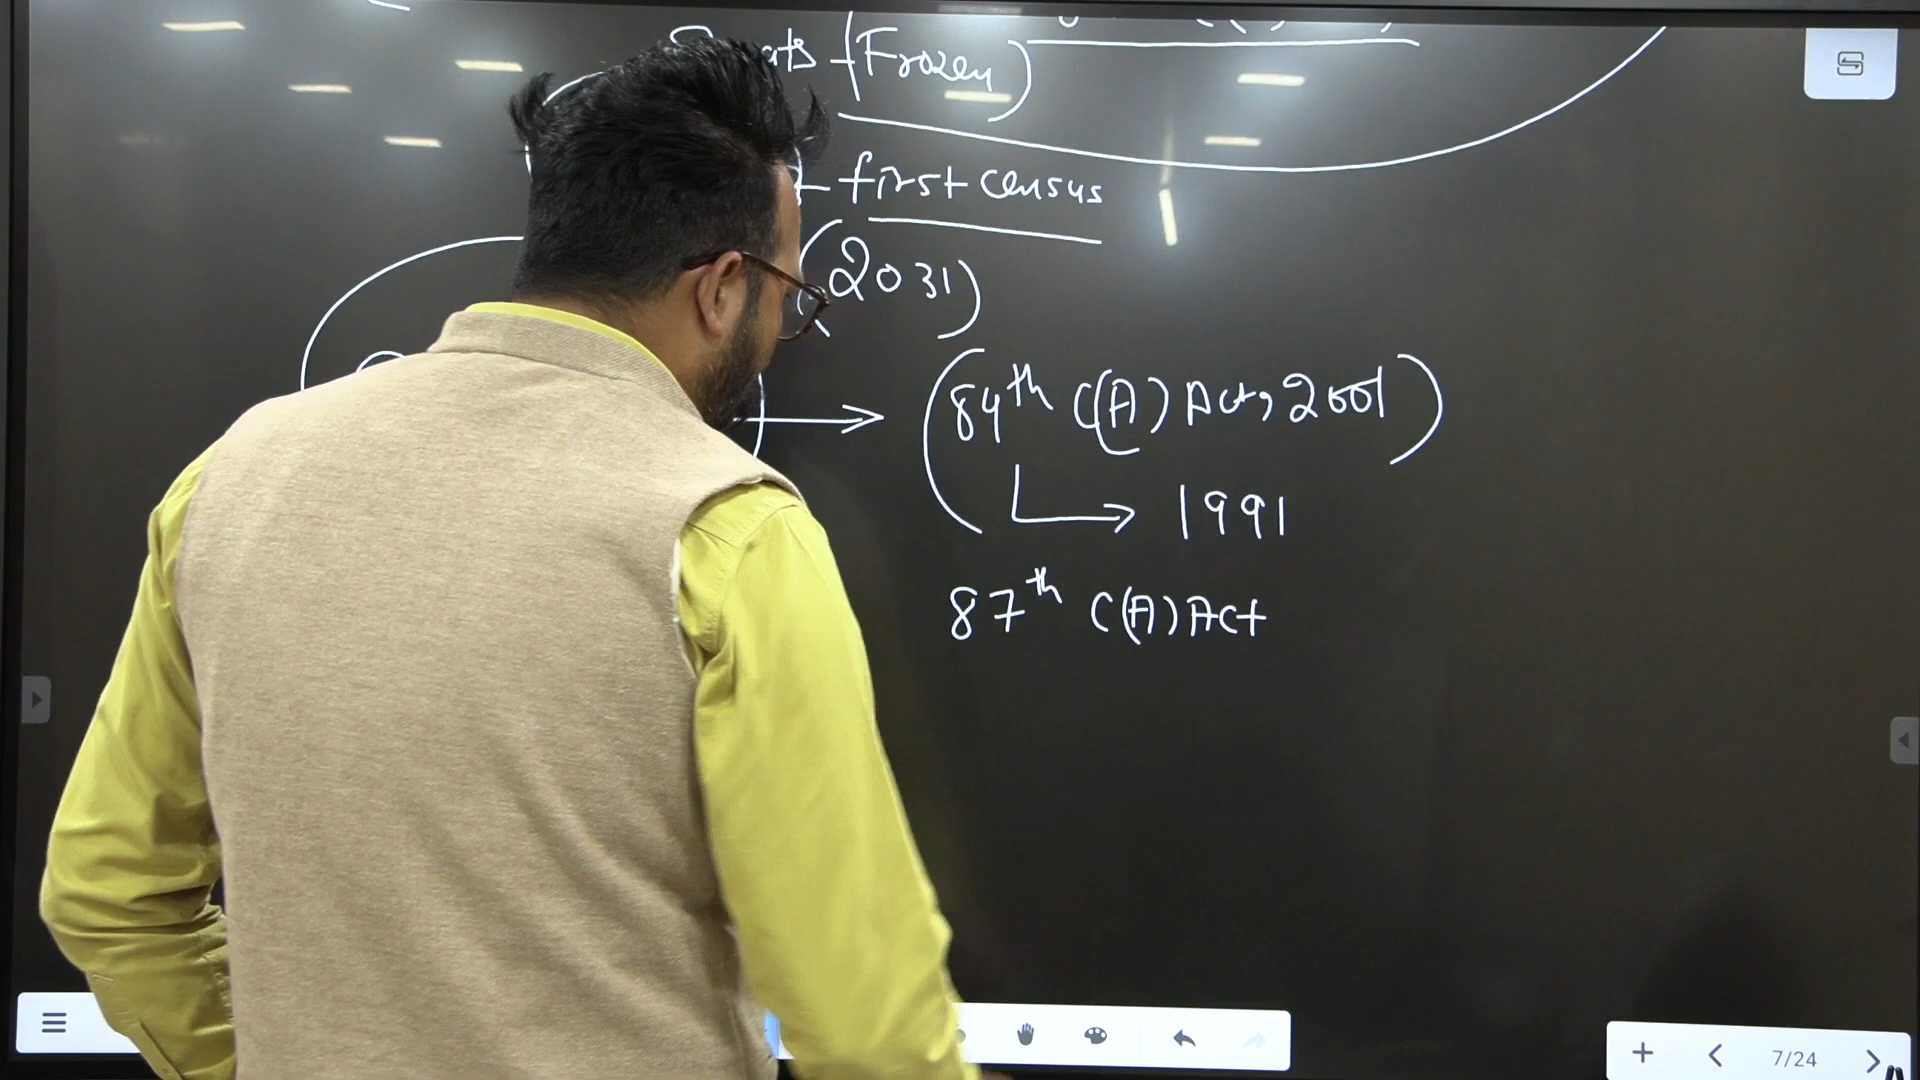 (Frozen)
first census
(2031)
(84th C(A) Act, 2001)
1991
87th C(A) Act
7/24